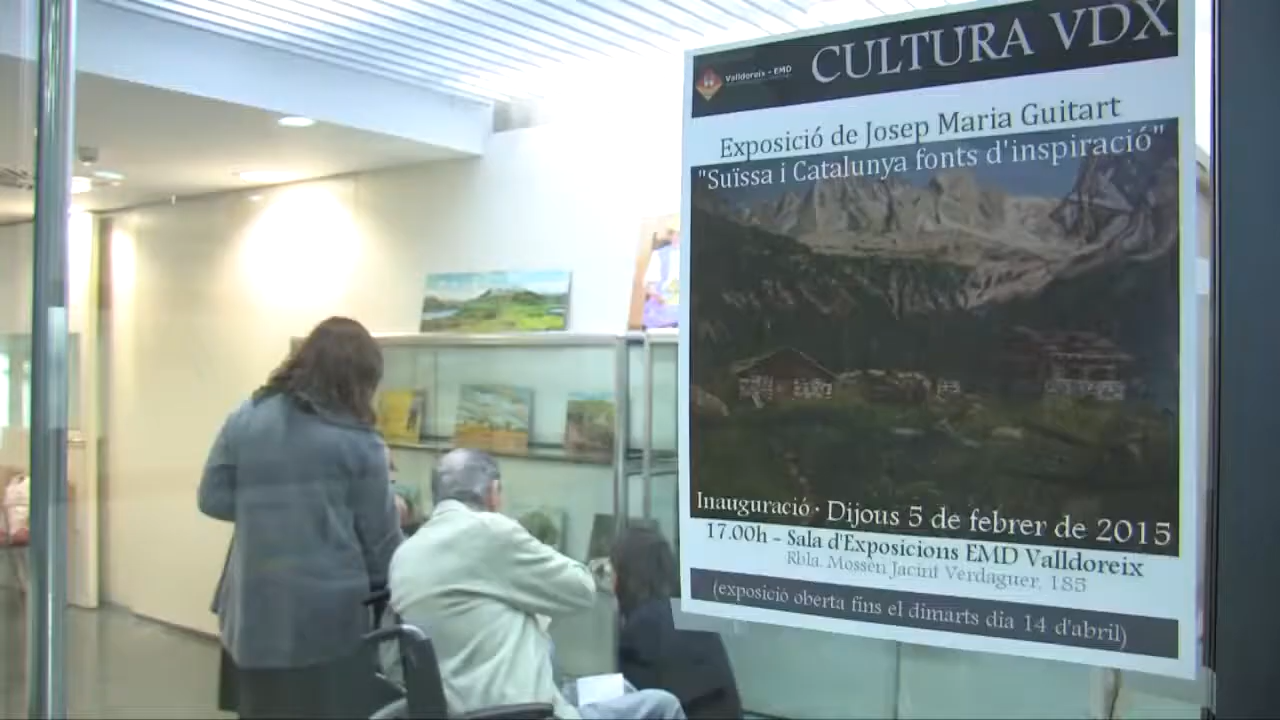 Valldoreix - EMD
CULTURA VDX
Exposició de Josep Maria Guitart
"Suïssa i Catalunya fonts d'inspiració"
Inauguració · Dijous 5 de febrer de 2015
17.00h – Sala d'Exposicions EMD Valldoreix
Rbla. Mossèn Jacint Verdaguer, 185
(exposició oberta fins el dimarts dia 14 d'abril)